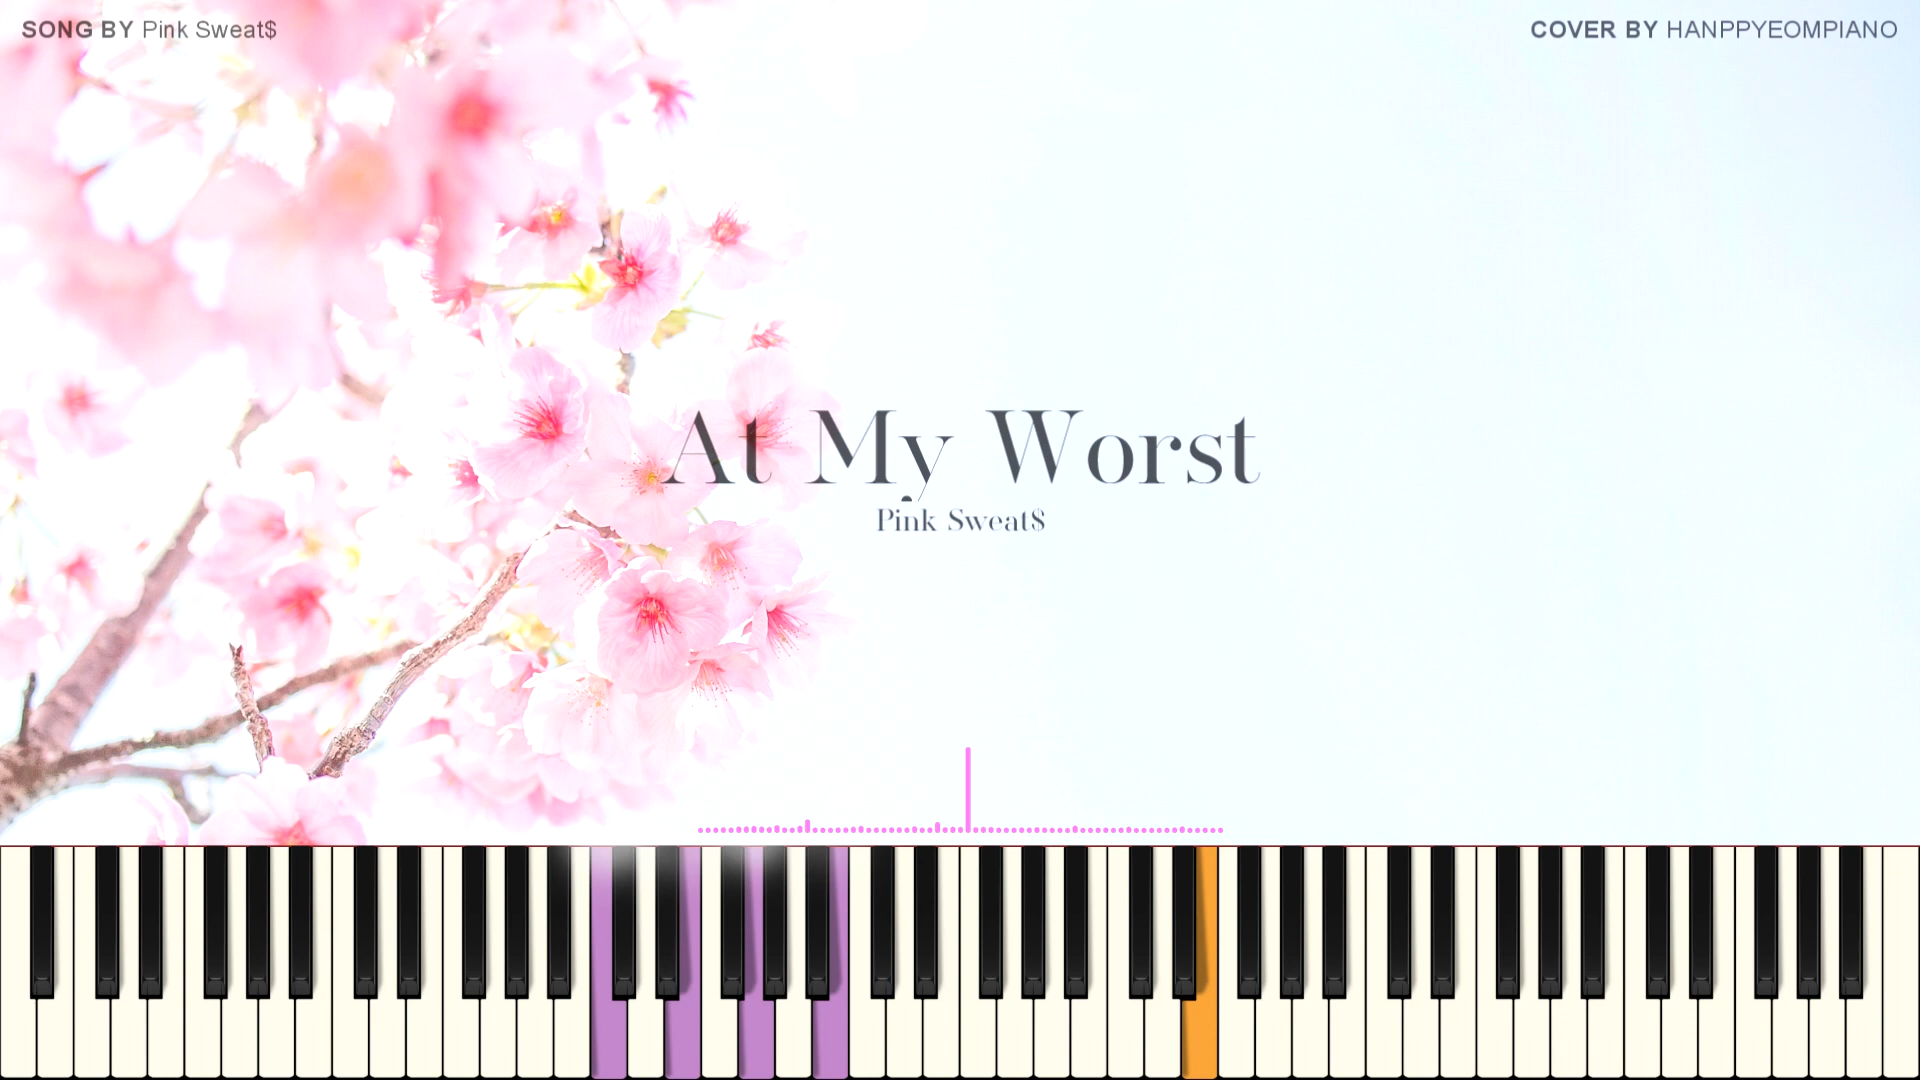 SONG BY Pink Sweat$
COVER BY HANPPYEOMPIANO
At My Worst
Pink Sweat$